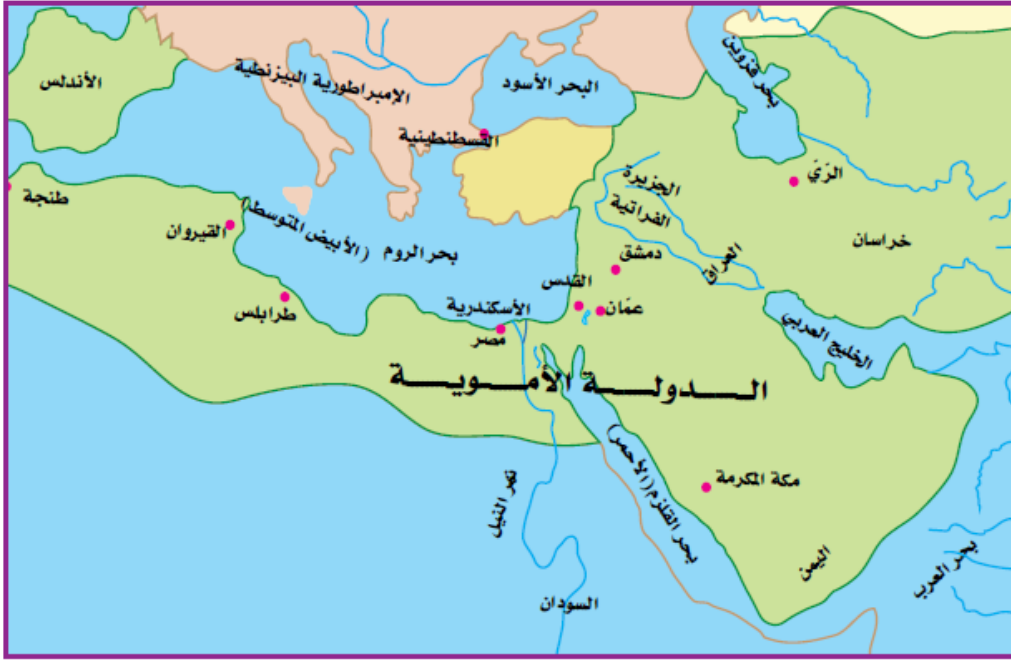 الأندلس
الإمبراطورية البيزنطية
البحر الأسود
بحر قزوين
القسطنطينية
الرّيّ
طنجة
القيروان
بحر الروم (الأبيض المتوسط)
الجزيرة
الفراتية
العراق
خراسان
دمشق
القدس
عمّان
طرابلس
الأسكندرية
مصر
الخليج العربي
الـــدولـــة الأمـــويـــة
بحر القلزم (الأحمر)
مكة المكرمة
نهر النيل
اليمن
بحر العرب
السودان